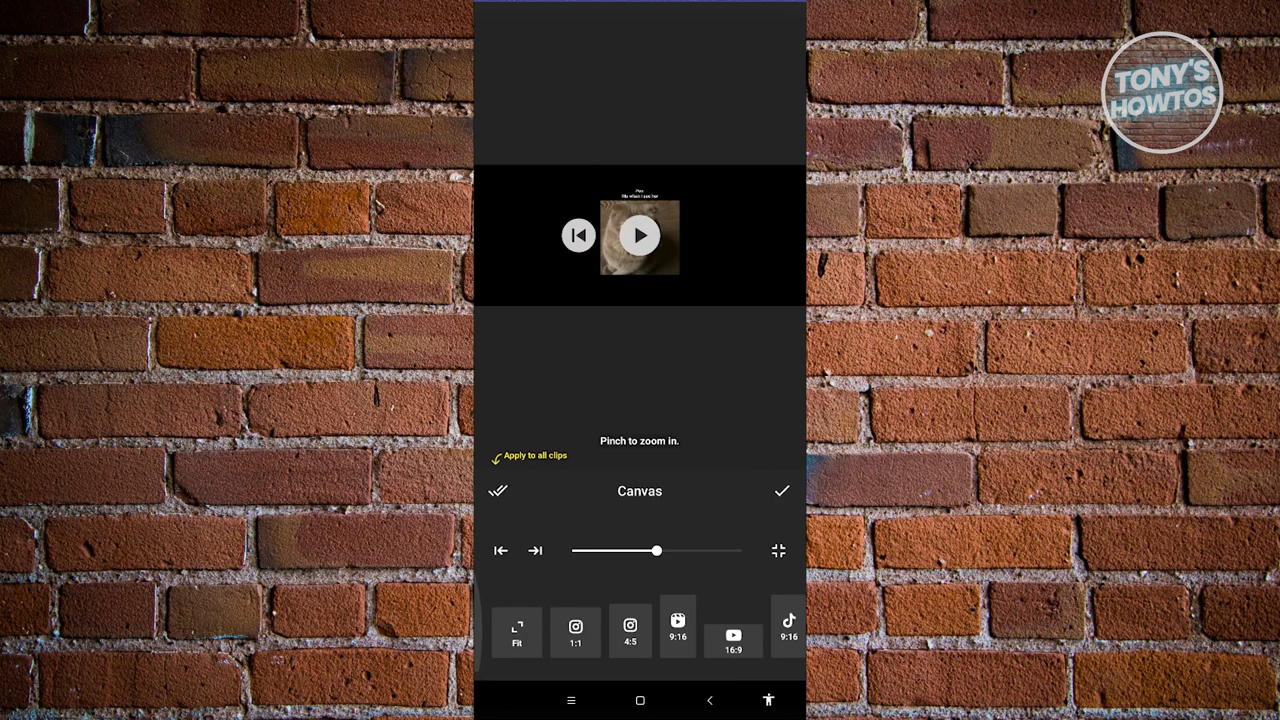 TONY'S
HOWTOS
Pinch to zoom in.
Apply to all clips
Canvas
Fit
1:1
4:5
9:16
16:9
9:16